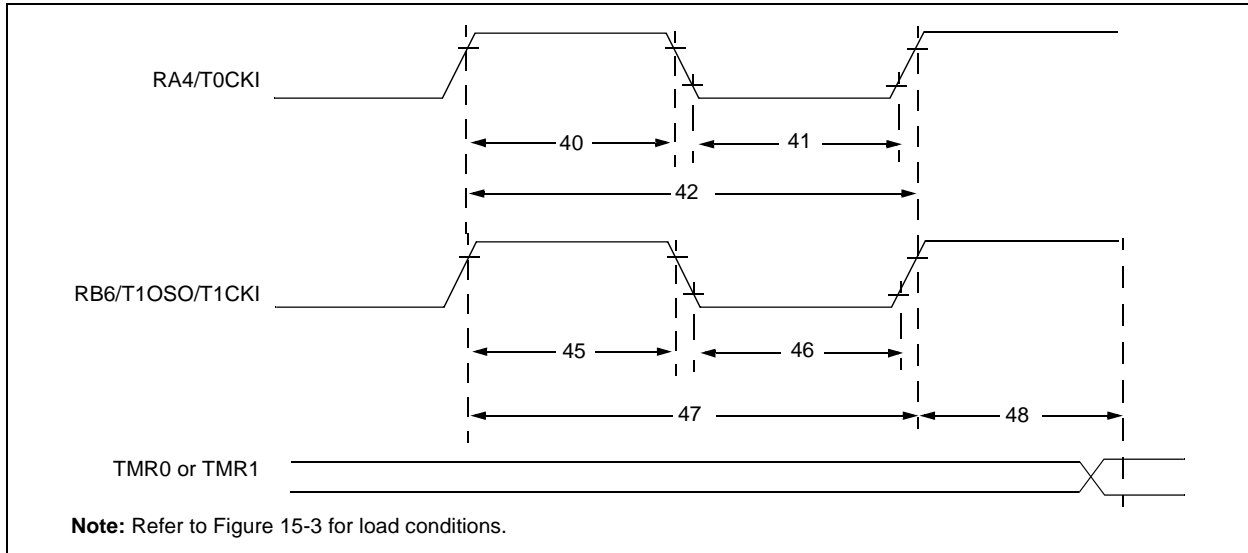 RA4/T0CKI
40
41
42
RB6/T1OSO/T1CKI
45
46
47
48
TMR0 or TMR1
Note: Refer to Figure 15-3 for load conditions.